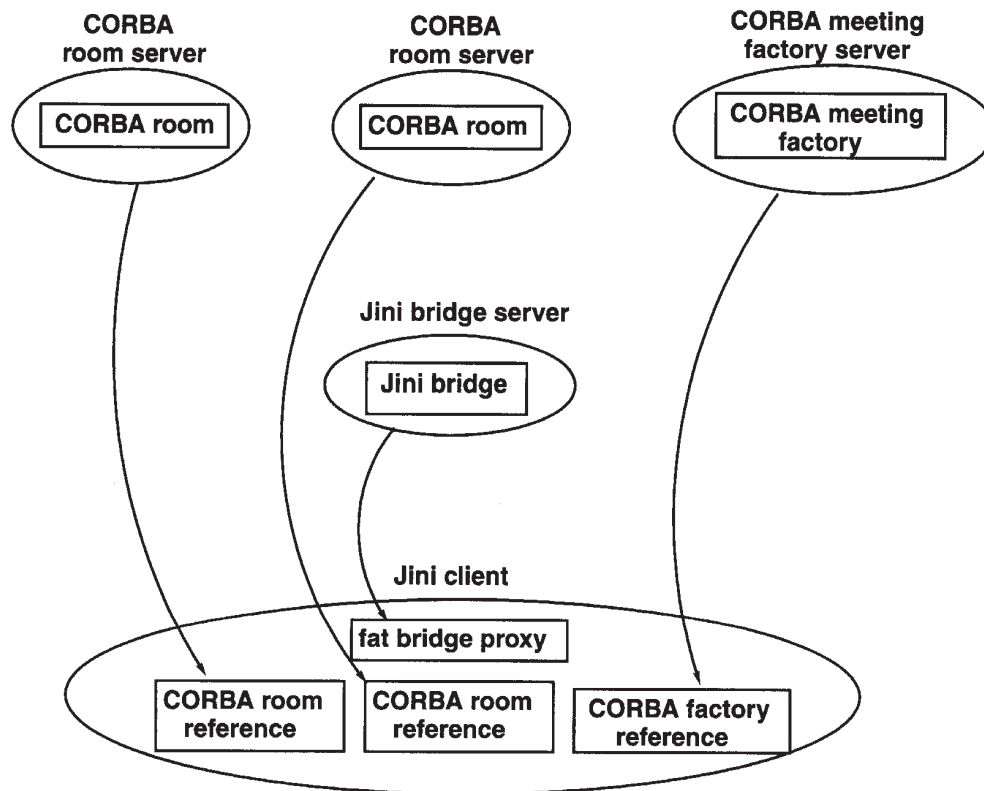 CORBA
room server
CORBA
room server
CORBA meeting
factory server
CORBA room
CORBA room
CORBA meeting
factory
Jini bridge server
Jini bridge
Jini client
fat bridge proxy
CORBA room
reference
CORBA room
reference
CORBA factory
reference